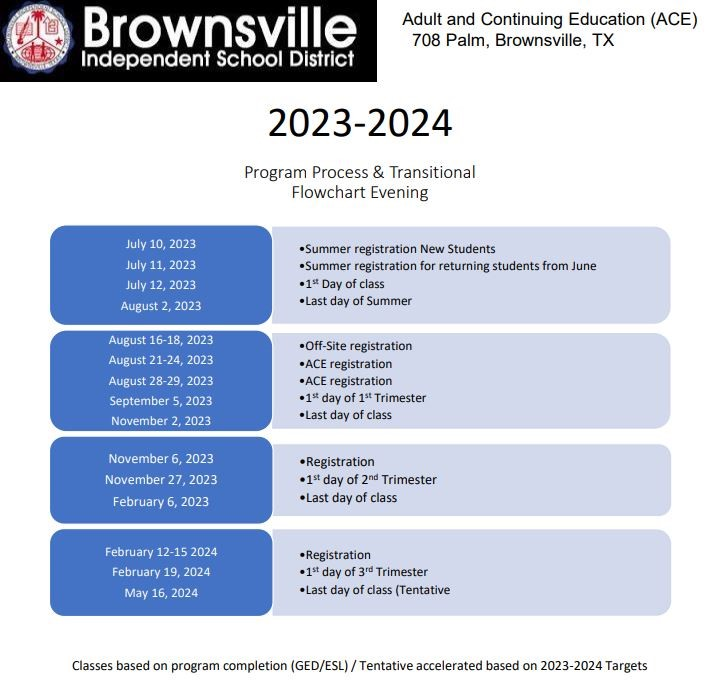 Brownsville
Independent School District
Adult and Continuing Education (ACE)
708 Palm, Brownsville, TX
2023-2024
Program Process & Transitional
Flowchart Evening
July 10, 2023
July 11, 2023
July 12, 2023
August 2, 2023
•Summer registration New Students
•Summer registration for returning students from June
•1st Day of class
•Last day of Summer
August 16-18, 2023
August 21-24, 2023
August 28-29, 2023
September 5, 2023
November 2, 2023
•Off-Site registration
•ACE registration
•ACE registration
•1st day of 1st Trimester
•Last day of class
November 6, 2023
November 27, 2023
February 6, 2023
•Registration
•1st day of 2nd Trimester
•Last day of class
February 12-15 2024
February 19, 2024
May 16, 2024
•Registration
•1st day of 3rd Trimester
•Last day of class (Tentative
Classes based on program completion (GED/ESL) / Tentative accelerated based on 2023-2024 Targets